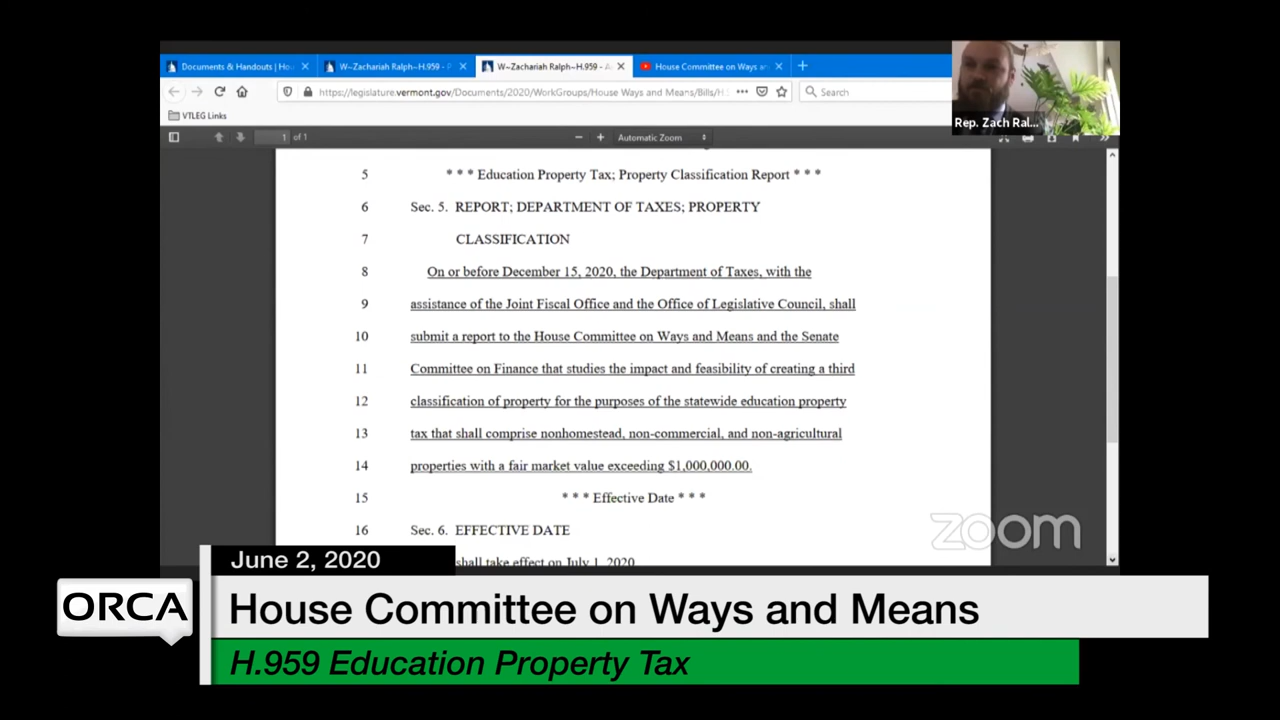 Documents & Handouts | Ho
W~Zachariah Ralph~H.959 - P
W~Zachariah Ralph~H.959 - A
House Committee on Ways an
https://legislature.vermont.gov/Documents/2020/WorkGroups/House Ways and Means/Bills/H.
Search
VTLEG Links
1 of 1
Automatic Zoom
Rep. Zach Ral...
5 * * * Education Property Tax; Property Classification Report * * *
6 Sec. 5. REPORT; DEPARTMENT OF TAXES; PROPERTY
7 CLASSIFICATION
8 On or before December 15, 2020, the Department of Taxes, with the
9 assistance of the Joint Fiscal Office and the Office of Legislative Council, shall
10 submit a report to the House Committee on Ways and Means and the Senate
11 Committee on Finance that studies the impact and feasibility of creating a third
12 classification of property for the purposes of the statewide education property
13 tax that shall comprise nonhomestead, non-commercial, and non-agricultural
14 properties with a fair market value exceeding $1,000,000.00.
15 * * * Effective Date * * *
16 Sec. 6. EFFECTIVE DATE
shall take effect on July 1, 2020
zoom
June 2, 2020
ORCA
House Committee on Ways and Means
H.959 Education Property Tax